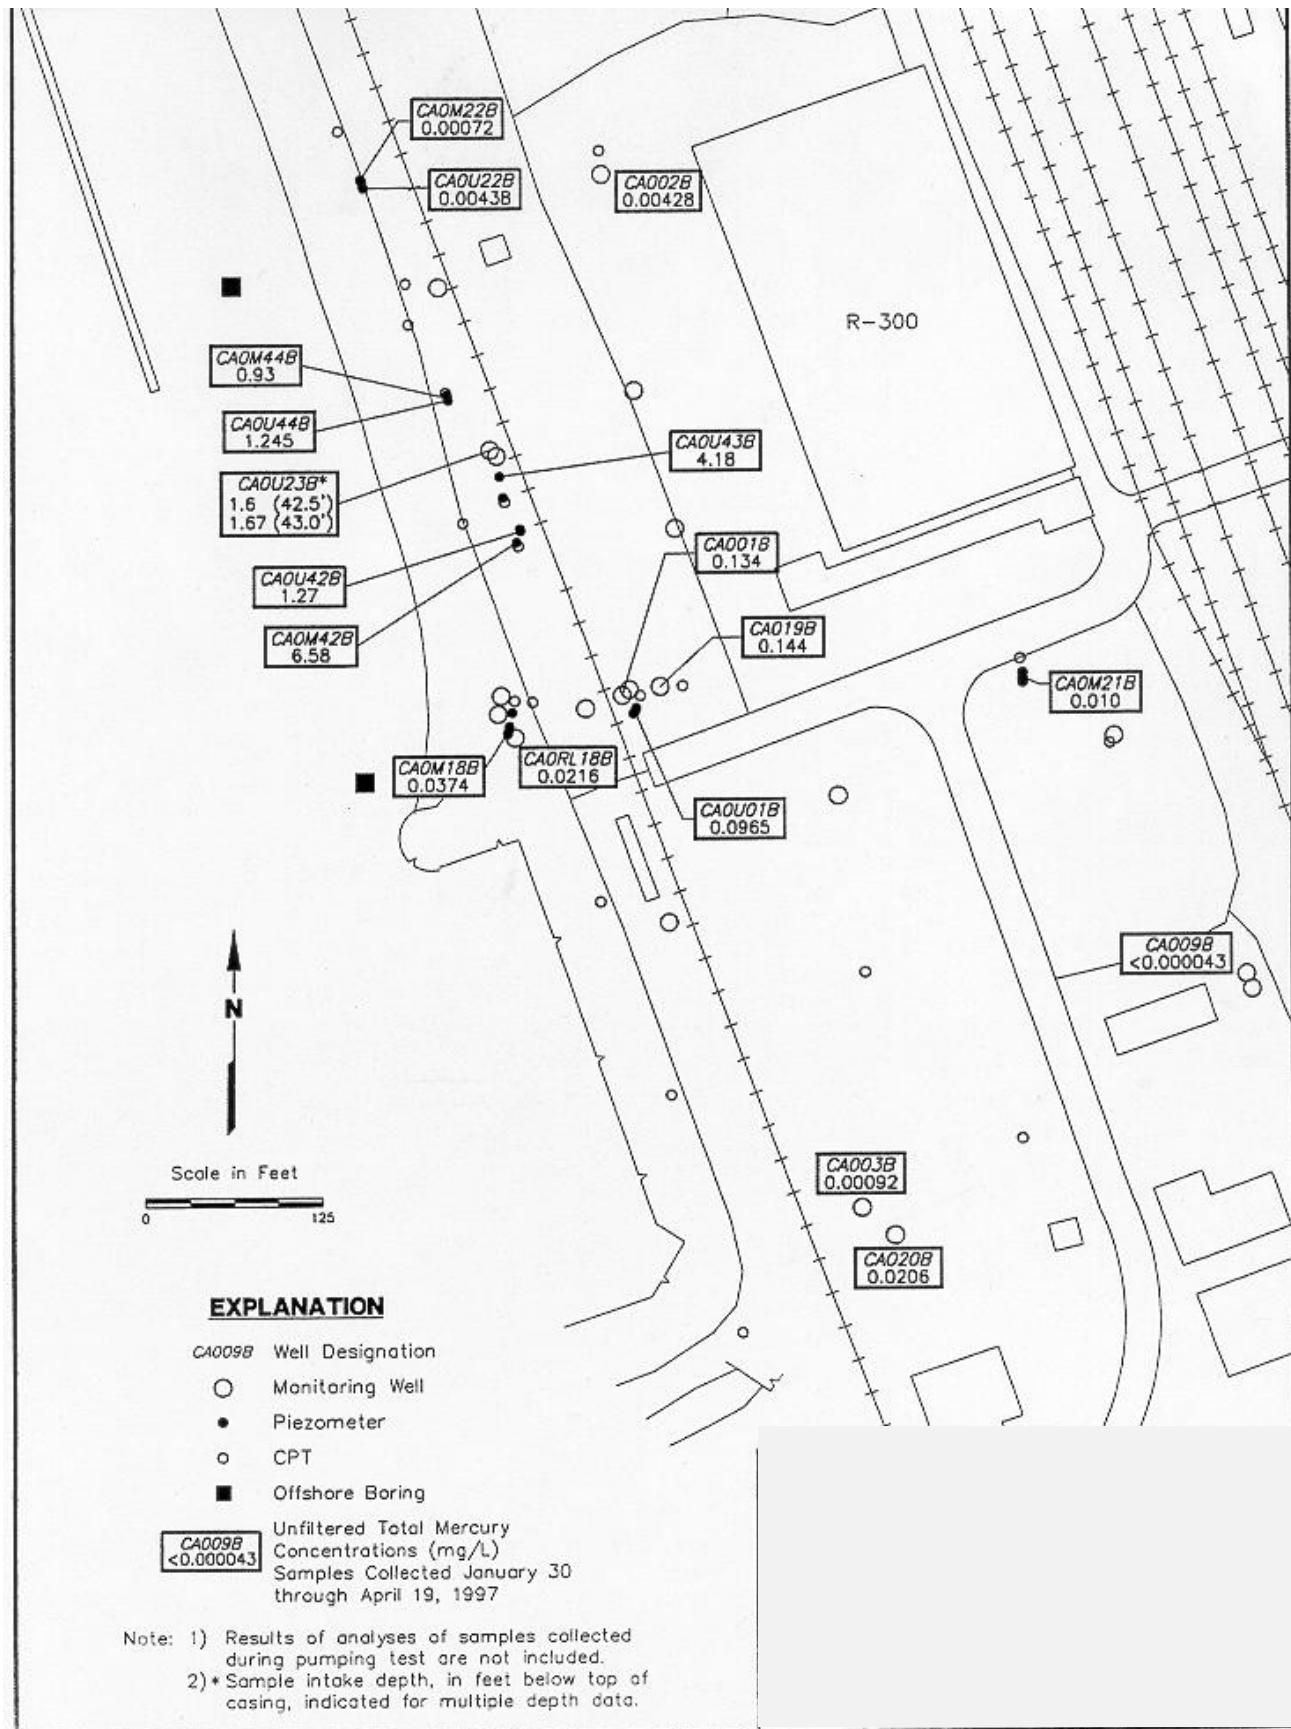 CA0M22B
0.00072
CA0U22B
0.00438
CA002B
0.00428
R-300
CA0M44B
0.93
CA0U44B
1.245
CA0U43B
4.18
CA0U23B*
1.6 (42.5')
1.67 (43.0')
CA001B
0.134
CA0U42B
1.27
CA019B
0.144
CA0M42B
6.58
CA0M21B
0.010
CA0M18B
0.0374
CA0RL18B
0.0216
CA0U01B
0.0965
CA009B
<0.000043
N
CA003B
0.00092
Scale in Feet
0 125
CA020B
0.0206
EXPLANATION
CA009B Well Designation
Monitoring Well
Piezometer
CPT
Offshore Boring
CA009B
<0.000043
Unfiltered Total Mercury
Concentrations (mg/L)
Samples Collected January 30
through April 19, 1997
Note: 1) Results of analyses of samples collected
during pumping test are not included.
2)* Sample intake depth, in feet below top of
casing, indicated for multiple depth data.